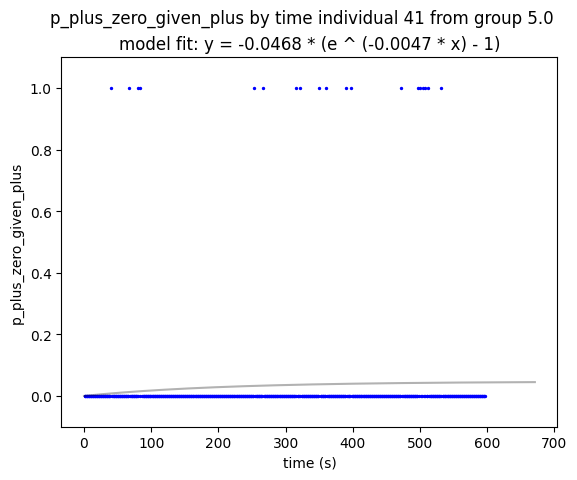 p_plus_zero_given_plus by time individual 41 from group 5.0
model fit: y = -0.0468 * (e ^ (-0.0047 * x) - 1)
p_plus_zero_given_plus
1.0
0.8
0.6
0.4
0.2
0.0
0 100 200 300 400 500 600 700
time (s)